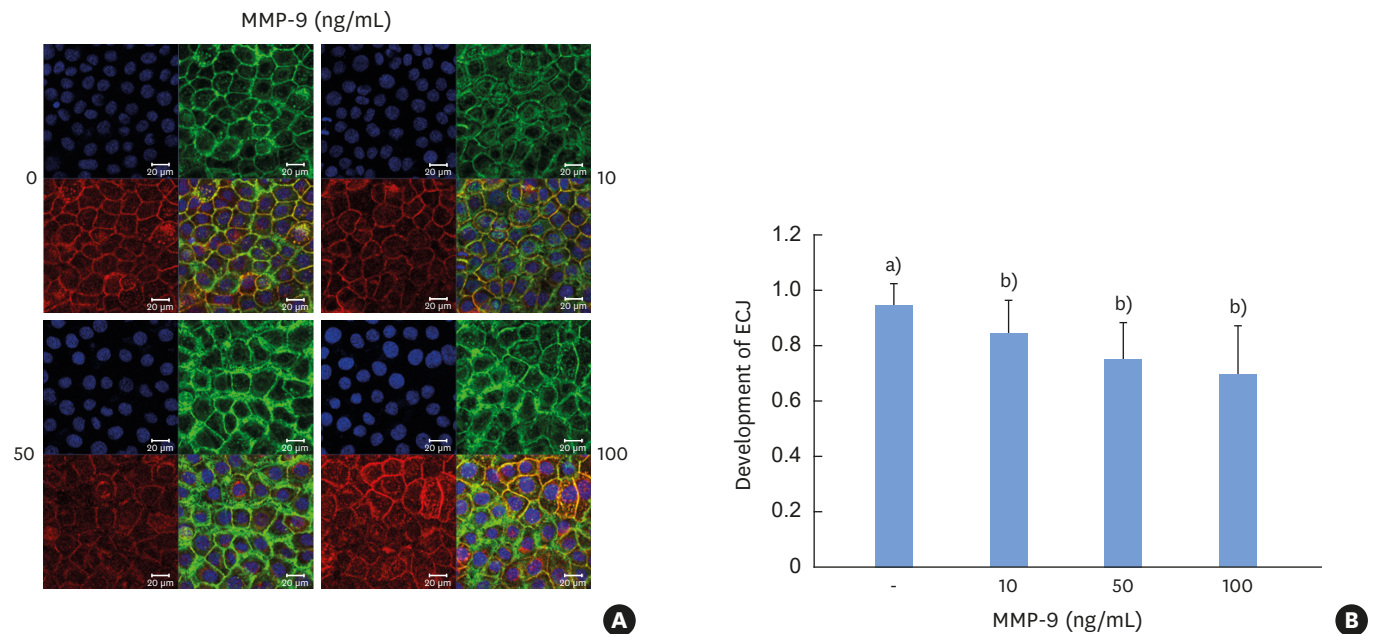 MMP-9 (ng/mL)
20 µm 20 µm 20 µm 20 µm
0 10
20 µm 20 µm 20 µm 20 µm
20 µm 20 µm 20 µm 20 µm
50 100
20 µm 20 µm 20 µm 20 µm
A
Development of ECJ
1.2
1.0
0.8
0.6
0.4
0.2
0
a)
b)
b)
b)
- 10 50 100
MMP-9 (ng/mL)
B